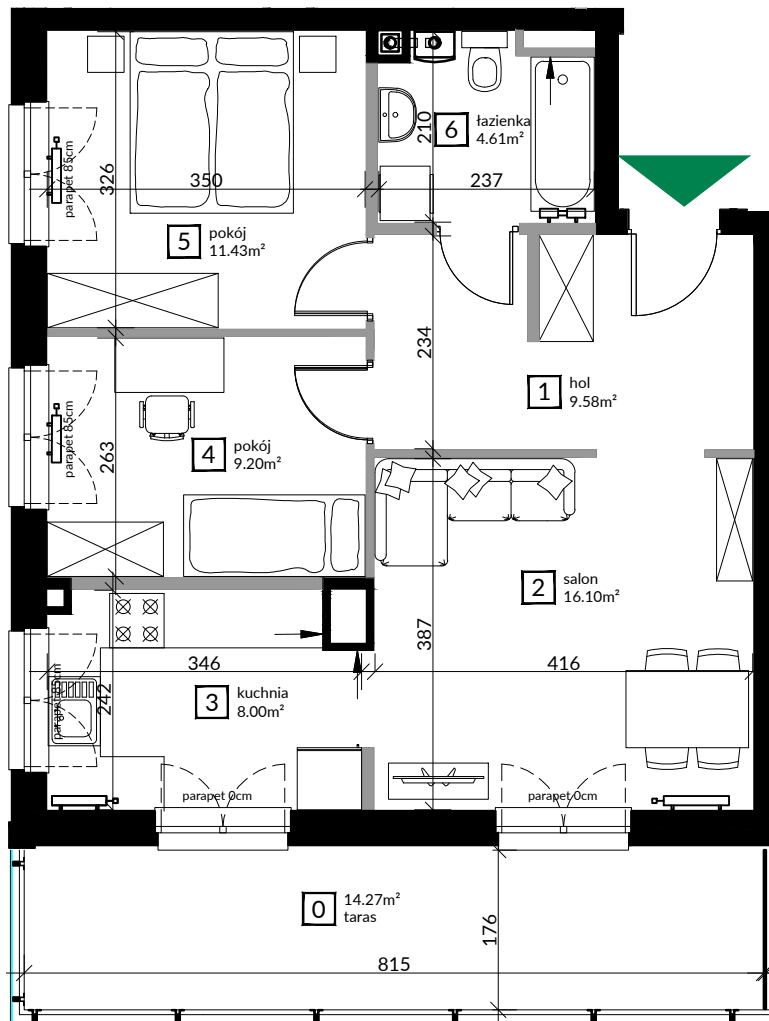 6 łazienka
4.61m²
210
237
parapet 85cm
326
350
5 pokój
11.43m²
234
1 hol
9.58m²
parapet 85cm
263
4 pokój
9.20m²
2 salon
16.10m²
387
346
416
parapet 85cm
242
3 kuchnia
8.00m²
parapet 0cm
parapet 0cm
0 14.27m²
taras
176
815